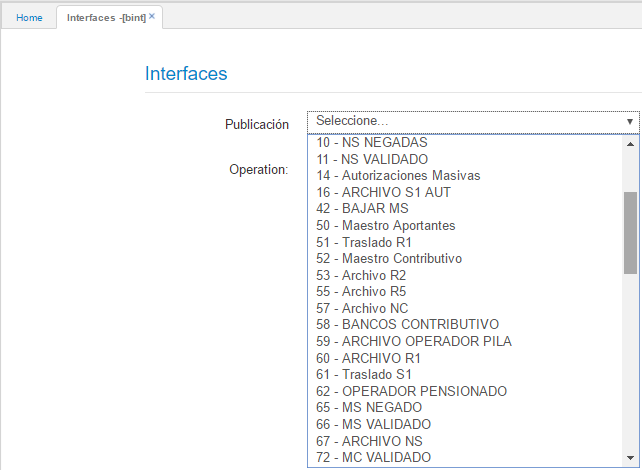 Home
Interfaces -[bint] ×
Interfaces
Publicación
Seleccione...
Operation:
10 - NS NEGADAS
11 - NS VALIDADO
14 - Autorizaciones Masivas
16 - ARCHIVO S1 AUT
42 - BAJAR MS
50 - Maestro Aportantes
51 - Traslado R1
52 - Maestro Contributivo
53 - Archivo R2
55 - Archivo R5
57 - Archivo NC
58 - BANCOS CONTRIBUTIVO
59 - ARCHIVO OPERADOR PILA
60 - ARCHIVO R1
61 - Traslado S1
62 - OPERADOR PENSIONADO
65 - MS NEGADO
66 - MS VALIDADO
67 - ARCHIVO NS
72 - MC VALIDADO